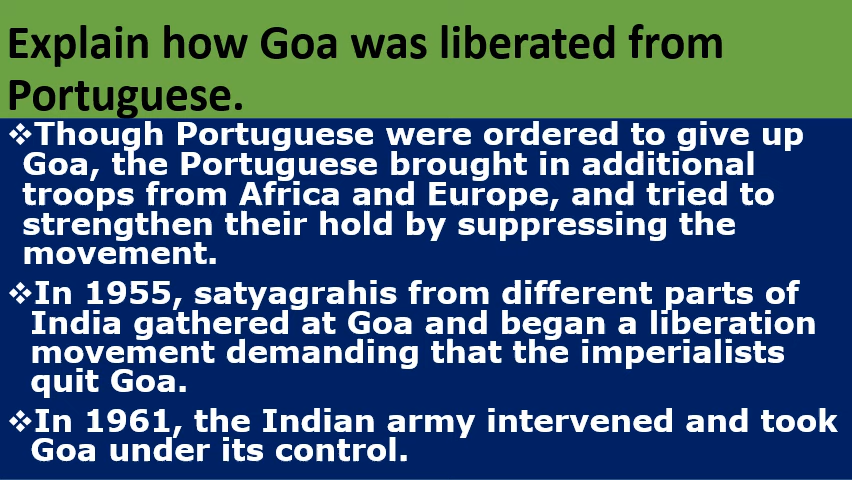 Explain how Goa was liberated from
Portuguese.
❖Though Portuguese were ordered to give up
Goa, the Portuguese brought in additional
troops from Africa and Europe, and tried to
strengthen their hold by suppressing the
movement.
❖In 1955, satyagrahis from different parts of
India gathered at Goa and began a liberation
movement demanding that the imperialists
quit Goa.
❖In 1961, the Indian army intervened and took
Goa under its control.